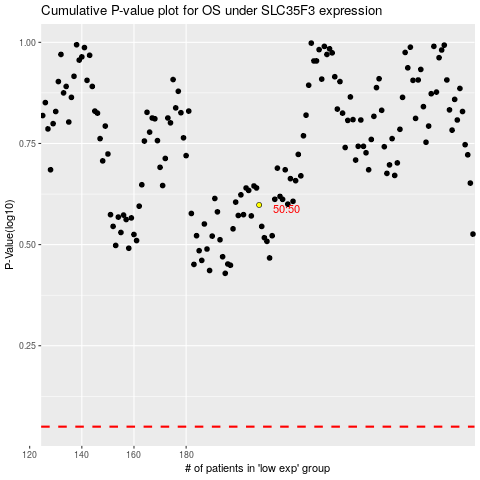 Cumulative P-value plot for OS under SLC35F3 expression
P-Value(log10)
1.00
0.75
0.50
0.25
50:50
120 140 160 180
# of patients in 'low exp' group